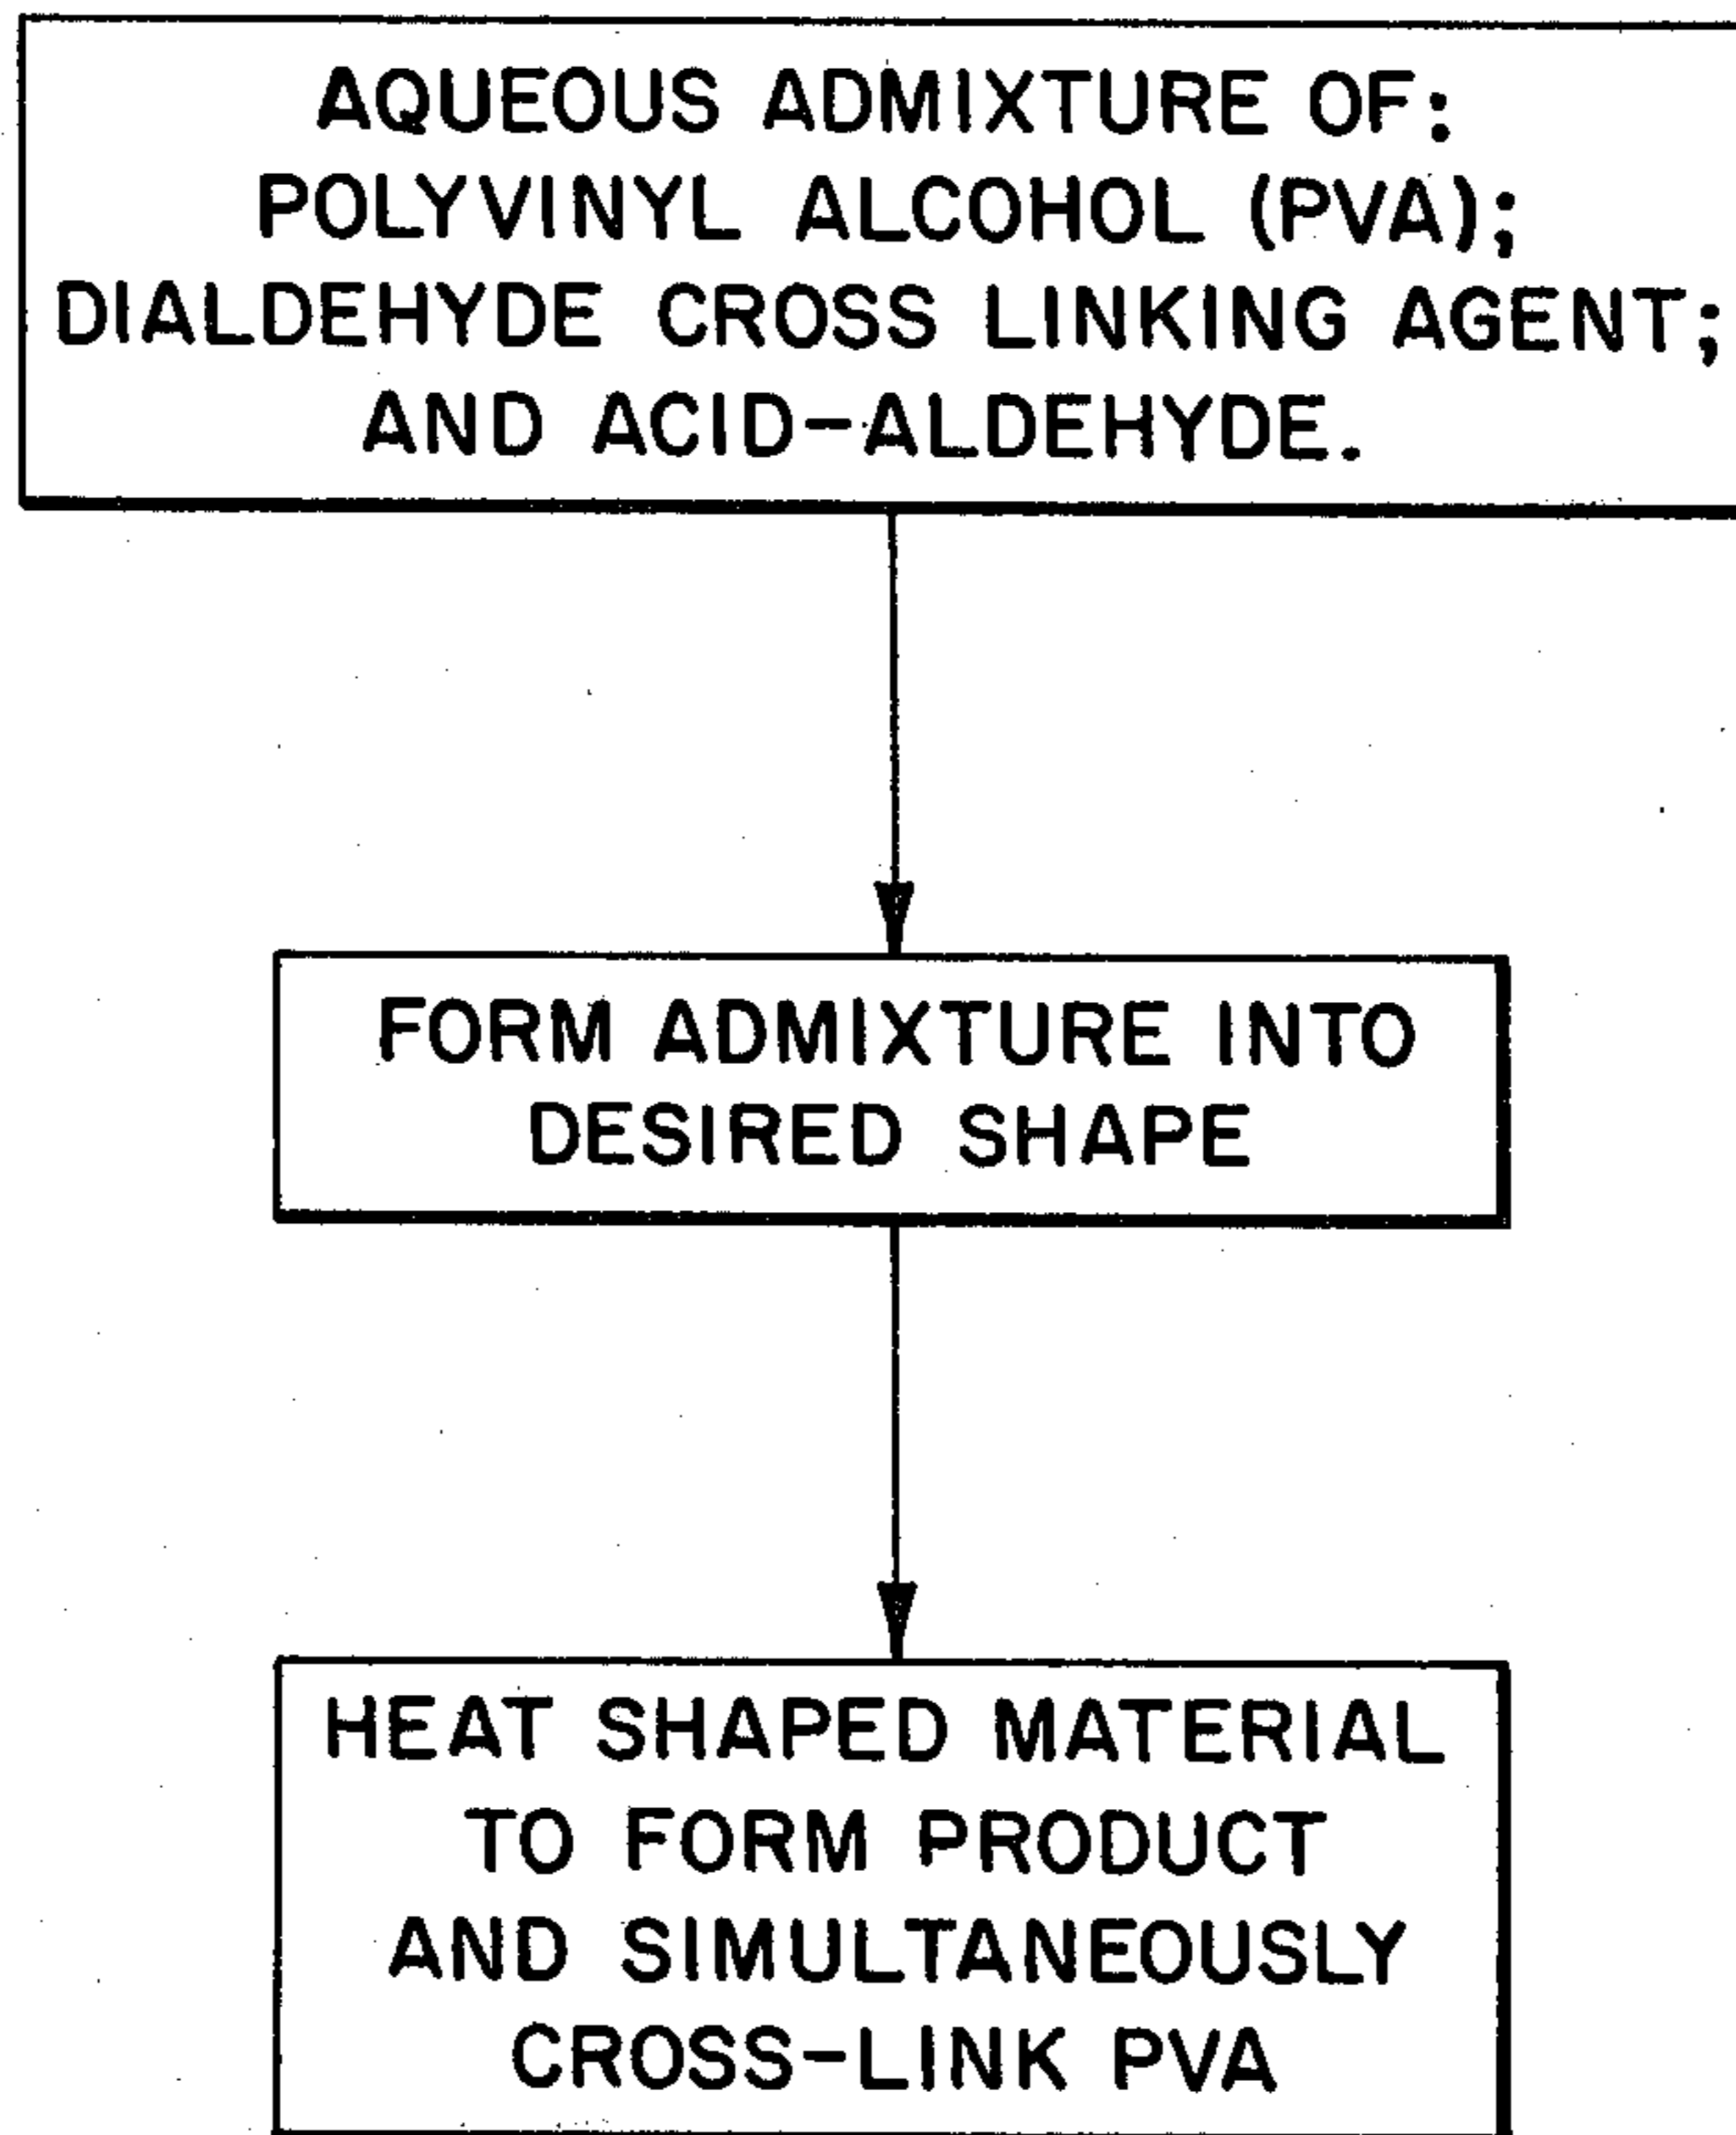 AQUEOUS ADMIXTURE OF:
POLYVINYL ALCOHOL (PVA);
DIALDEHYDE CROSS LINKING AGENT;
AND ACID-ALDEHYDE.
FORM ADMIXTURE INTO
DESIRED SHAPE
HEAT SHAPED MATERIAL
TO FORM PRODUCT
AND SIMULTANEOUSLY
CROSS-LINK PVA